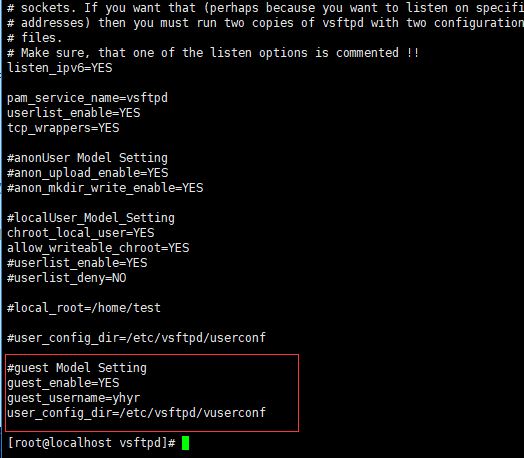 # sockets. If you want that (perhaps because you want to listen on specifi
# addresses) then you must run two copies of vsftpd with two configuration
# files.
# Make sure, that one of the listen options is commented !!
listen_ipv6=YES
pam_service_name=vsftpd
userlist_enable=YES
tcp_wrappers=YES
#anonUser Model Setting
#anon_upload_enable=YES
#anon_mkdir_write_enable=YES
#localUser_Model_Setting
chroot_local_user=YES
allow_writeable_chroot=YES
#userlist_enable=YES
#userlist_deny=NO
#local_root=/home/test
#user_config_dir=/etc/vsftpd/userconf
#guest Model Setting
guest_enable=YES
guest_username=yhyr
user_config_dir=/etc/vsftpd/vuserconf
[root@localhost vsftpd]#